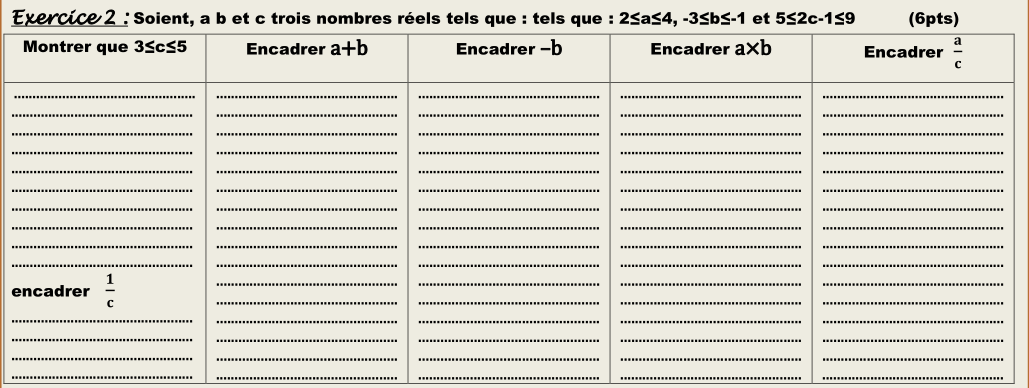 Exercice 2 : Soient, a b et c trois nombres réels tels que : tels que : 2≤a≤4, -3≤b≤-1 et 5≤2c-1≤9 (6pts)
Montrer que 3≤c≤5
Encadrer a+b
Encadrer –b
Encadrer a×b
Encadrer a/c
encadrer 1/c